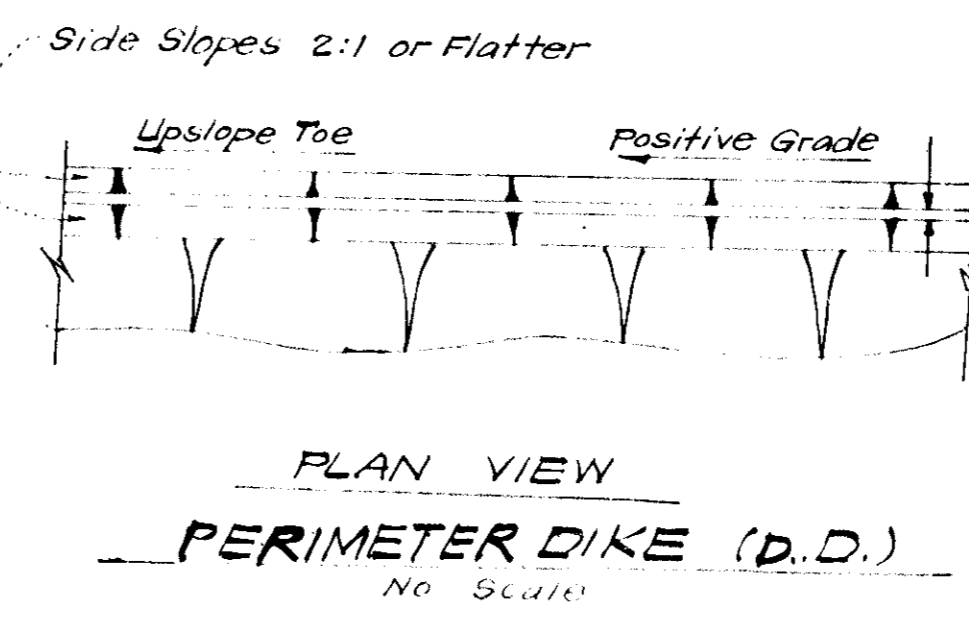 Side Slopes 2:1 or Flatter
Upslope Toe
Positive Grade
PLAN VIEW
PERIMETER DIKE (D.D.)
No Scale